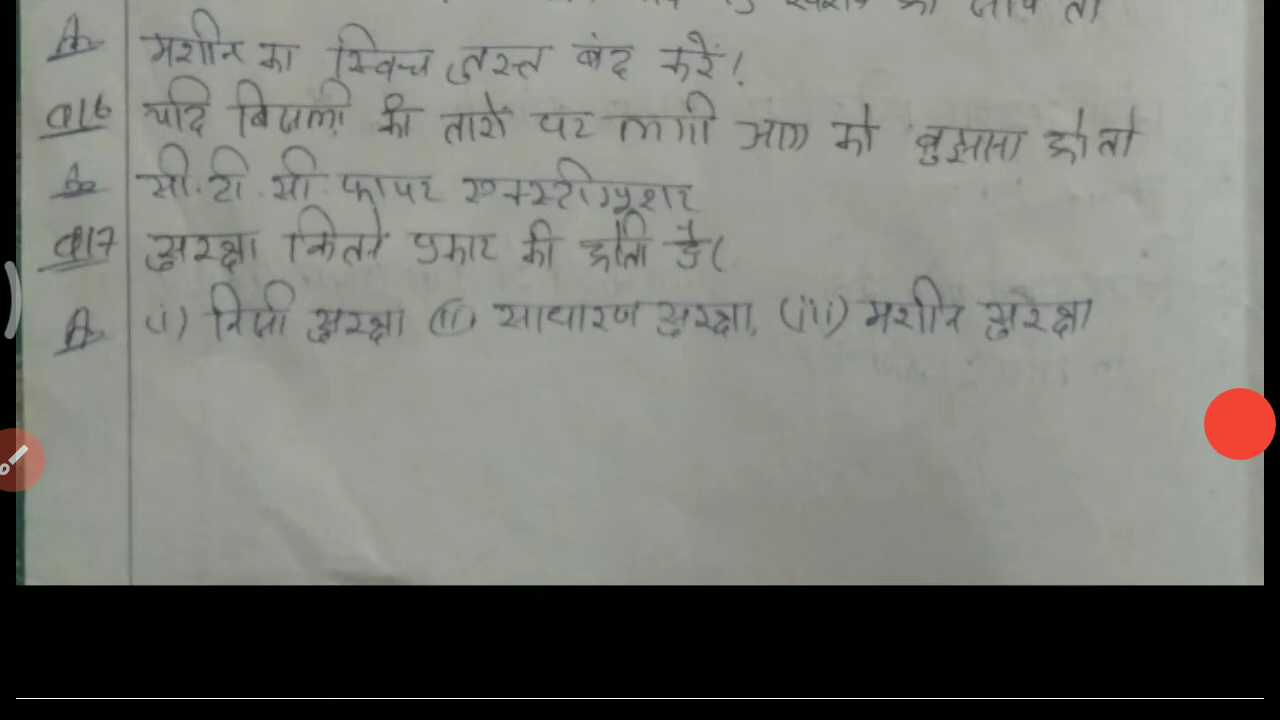 खराब हो जाये तो
A मशीन का स्विच तुरन्त बंद करें!
Q16 यदि बिजली की तारों पर लगी आग को बुझाना हो तो
A सी.टी.सी. फायर एक्स्टीग्यूशर
Q17 सुरक्षा कितने प्रकार की होती है(
A (i) निजी सुरक्षा (ii) साधारण सुरक्षा, (iii) मशीन सुरक्षा